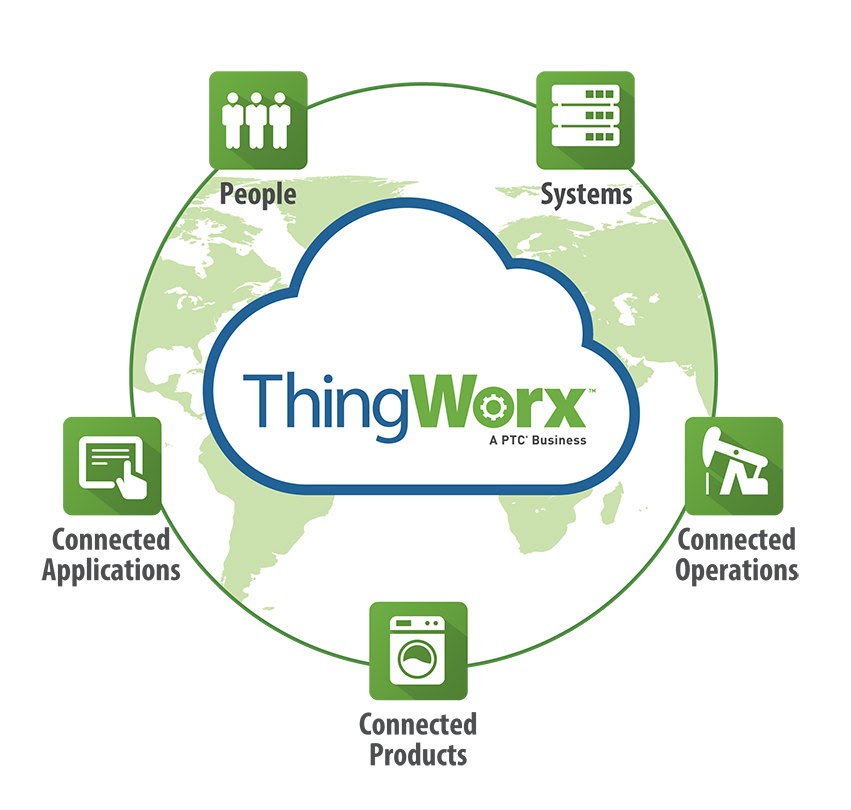 People
Systems
ThingWorx™
A PTC® Business
Connected
Applications
Connected
Operations
Connected
Products